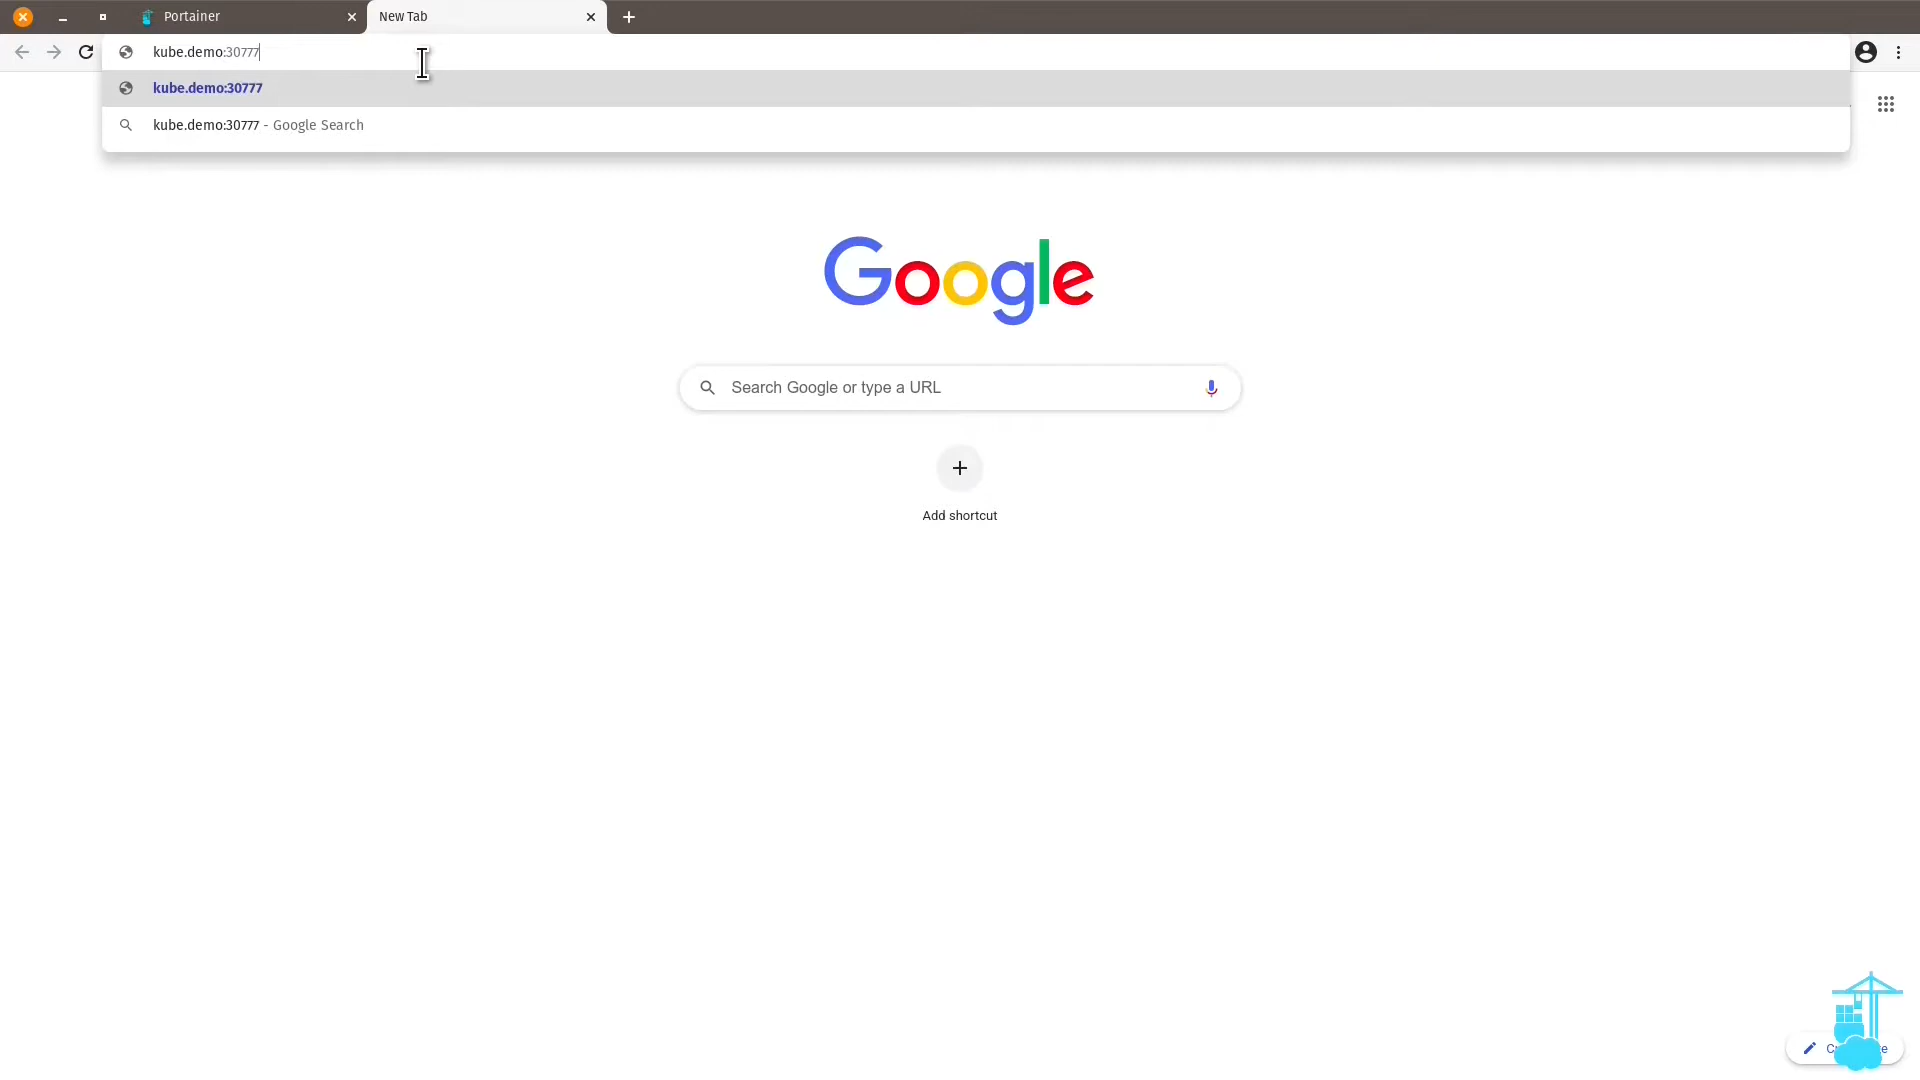 Portainer
New Tab
kube.demo:30777
kube.demo:30777
kube.demo:30777 - Google Search
Google
Search Google or type a URL
Add shortcut